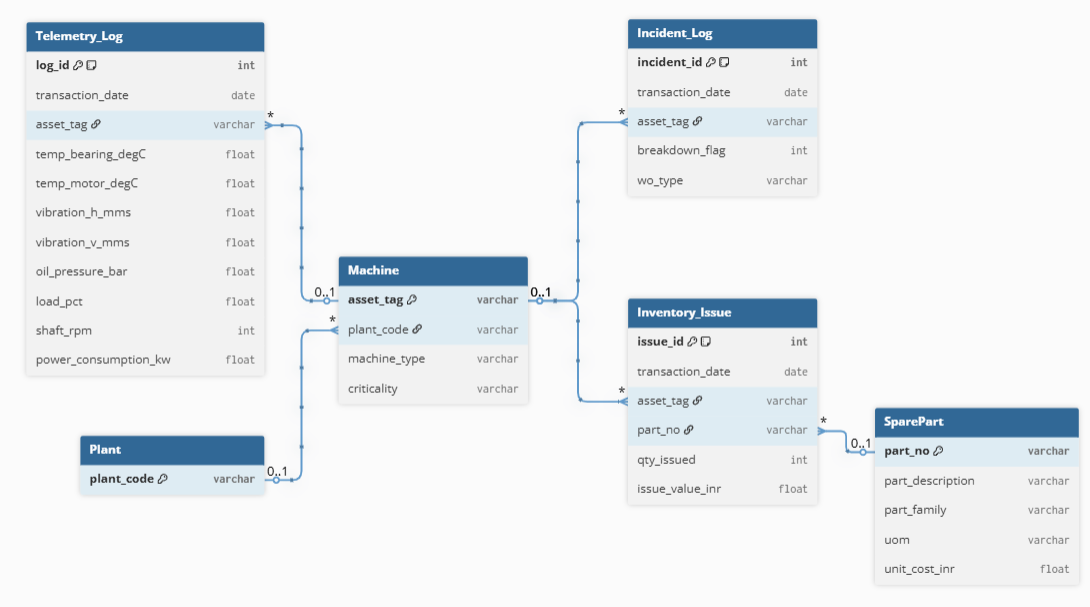 Telemetry_Log
log_id int
transaction_date date
asset_tag varchar
temp_bearing_degC float
temp_motor_degC float
vibration_h_mms float
vibration_v_mms float
oil_pressure_bar float
load_pct float
shaft_rpm int
power_consumption_kw float
*
0..1
Plant
plant_code varchar
0..1
*
Machine
asset_tag varchar
plant_code varchar
machine_type varchar
criticality varchar
0..1
Incident_Log
incident_id int
transaction_date date
asset_tag varchar
breakdown_flag int
wo_type varchar
*
Inventory_Issue
issue_id int
transaction_date date
asset_tag varchar
part_no varchar
qty_issued int
issue_value_inr float
*
*
0..1
SparePart
part_no varchar
part_description varchar
part_family varchar
uom varchar
unit_cost_inr float